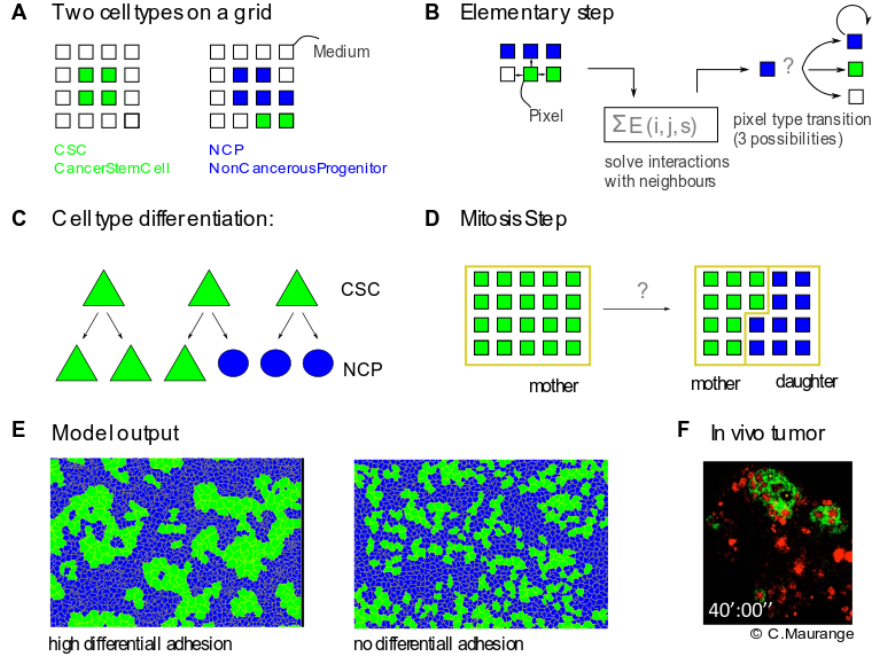 A Two cell types on a grid
Medium
CSC
CancerStemCell
NCP
NonCancerousProgenitor
B Elementary step
Pixel
ΣE(i,j,s)
solve interactions
with neighbours
?
pixel type transition
(3 possibilities)
C Cell type differentiation:
CSC
NCP
D Mitosis Step
?
mother
mother
daughter
E Model output
high differentiall adhesion
no differentiall adhesion
F In vivo tumor
40':00''
© C.Maurange